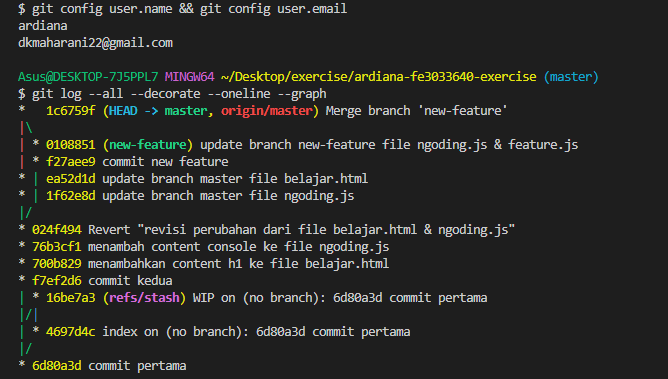 $ git config user.name && git config user.email
ardiana
dkmaharani22@gmail.com
Asus@DESKTOP-7J5PPL7 MINGW64 ~/Desktop/exercise/ardiana-fe3033640-exercise (master)
$ git log --all --decorate --oneline --graph
*   1c6759f (HEAD -> master, origin/master) Merge branch 'new-feature'
|\
| * 0108851 (new-feature) update branch new-feature file ngoding.js & feature.js
| * f27aee9 commit new feature
* | ea52d1d update branch master file belajar.html
* | 1f62e8d update branch master file ngoding.js
|/
* 024f494 Revert "revisi perubahan dari file belajar.html & ngoding.js"
* 76b3cf1 menambah content console ke file ngoding.js
* 700b829 menambahkan content h1 ke file belajar.html
* f7ef2d6 commit kedua
| * 16be7a3 (refs/stash) WIP on (no branch): 6d80a3d commit pertama
|/|
| * 4697d4c index on (no branch): 6d80a3d commit pertama
|/
* 6d80a3d commit pertama